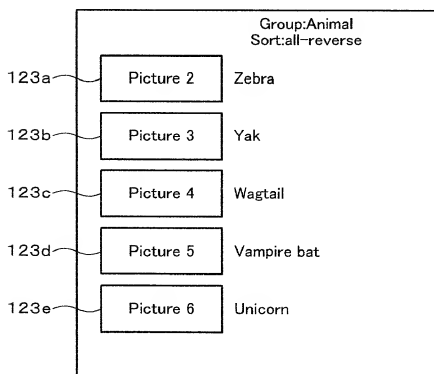 Group:Animal
Sort:all-reverse
123a Picture 2 Zebra
123b Picture 3 Yak
123c Picture 4 Wagtail
123d Picture 5 Vampire bat
123e Picture 6 Unicorn